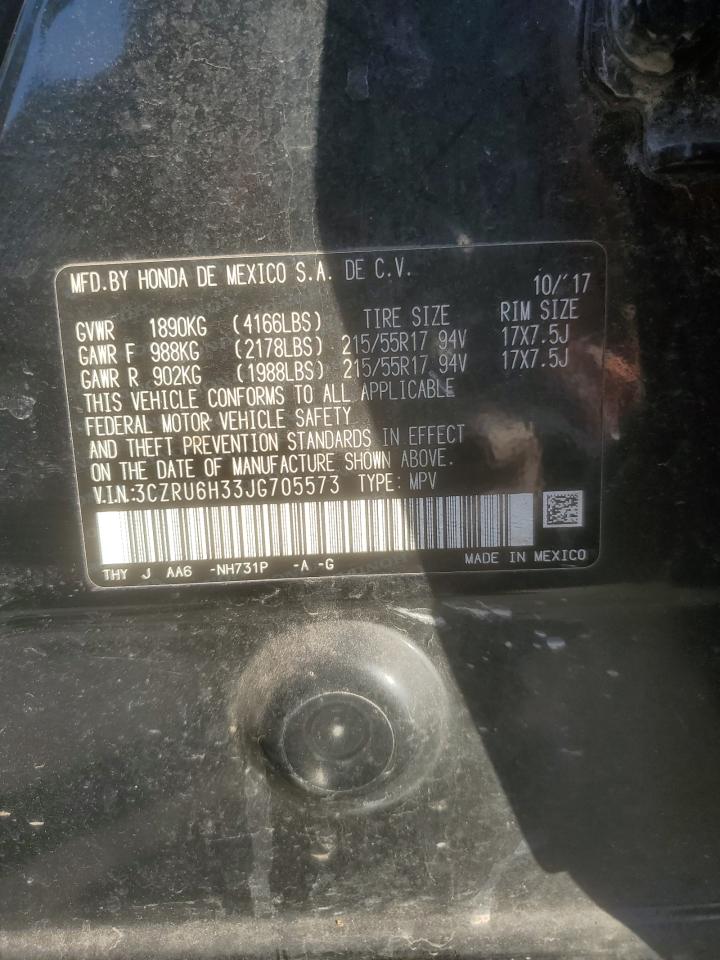 MFD.BY HONDA DE MEXICO S.A. DE C.V.
10/'17
GVWR 1890KG (4166LBS) TIRE SIZE RIM SIZE
GAWR F 988KG (2178LBS) 215/55R17 94V 17X7.5J
GAWR R 902KG (1988LBS) 215/55R17 94V 17X7.5J
THIS VEHICLE CONFORMS TO ALL APPLICABLE
FEDERAL MOTOR VEHICLE SAFETY
AND THEFT PREVENTION STANDARDS IN EFFECT
ON THE DATE OF MANUFACTURE SHOWN ABOVE.
V.I.N:3CZRU6H33JG705573 TYPE: MPV
THY J AA6 -NH731P -A -G MADE IN MEXICO